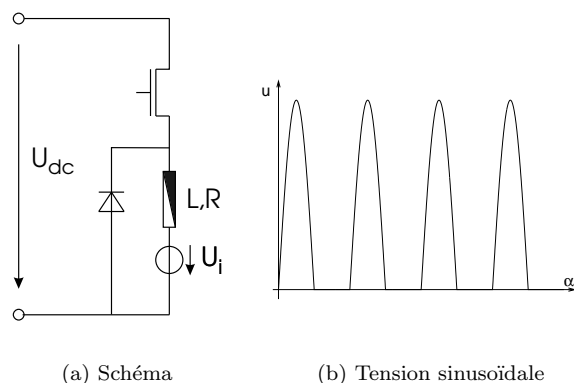 U_dc
L,R
U_i
u
α
(a) Schéma
(b) Tension sinusoïdale